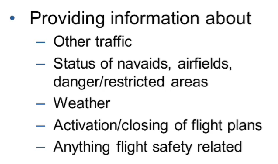 • Providing information about
– Other traffic
– Status of navaids, airfields,
danger/restricted areas
– Weather
– Activation/closing of flight plans
– Anything flight safety related